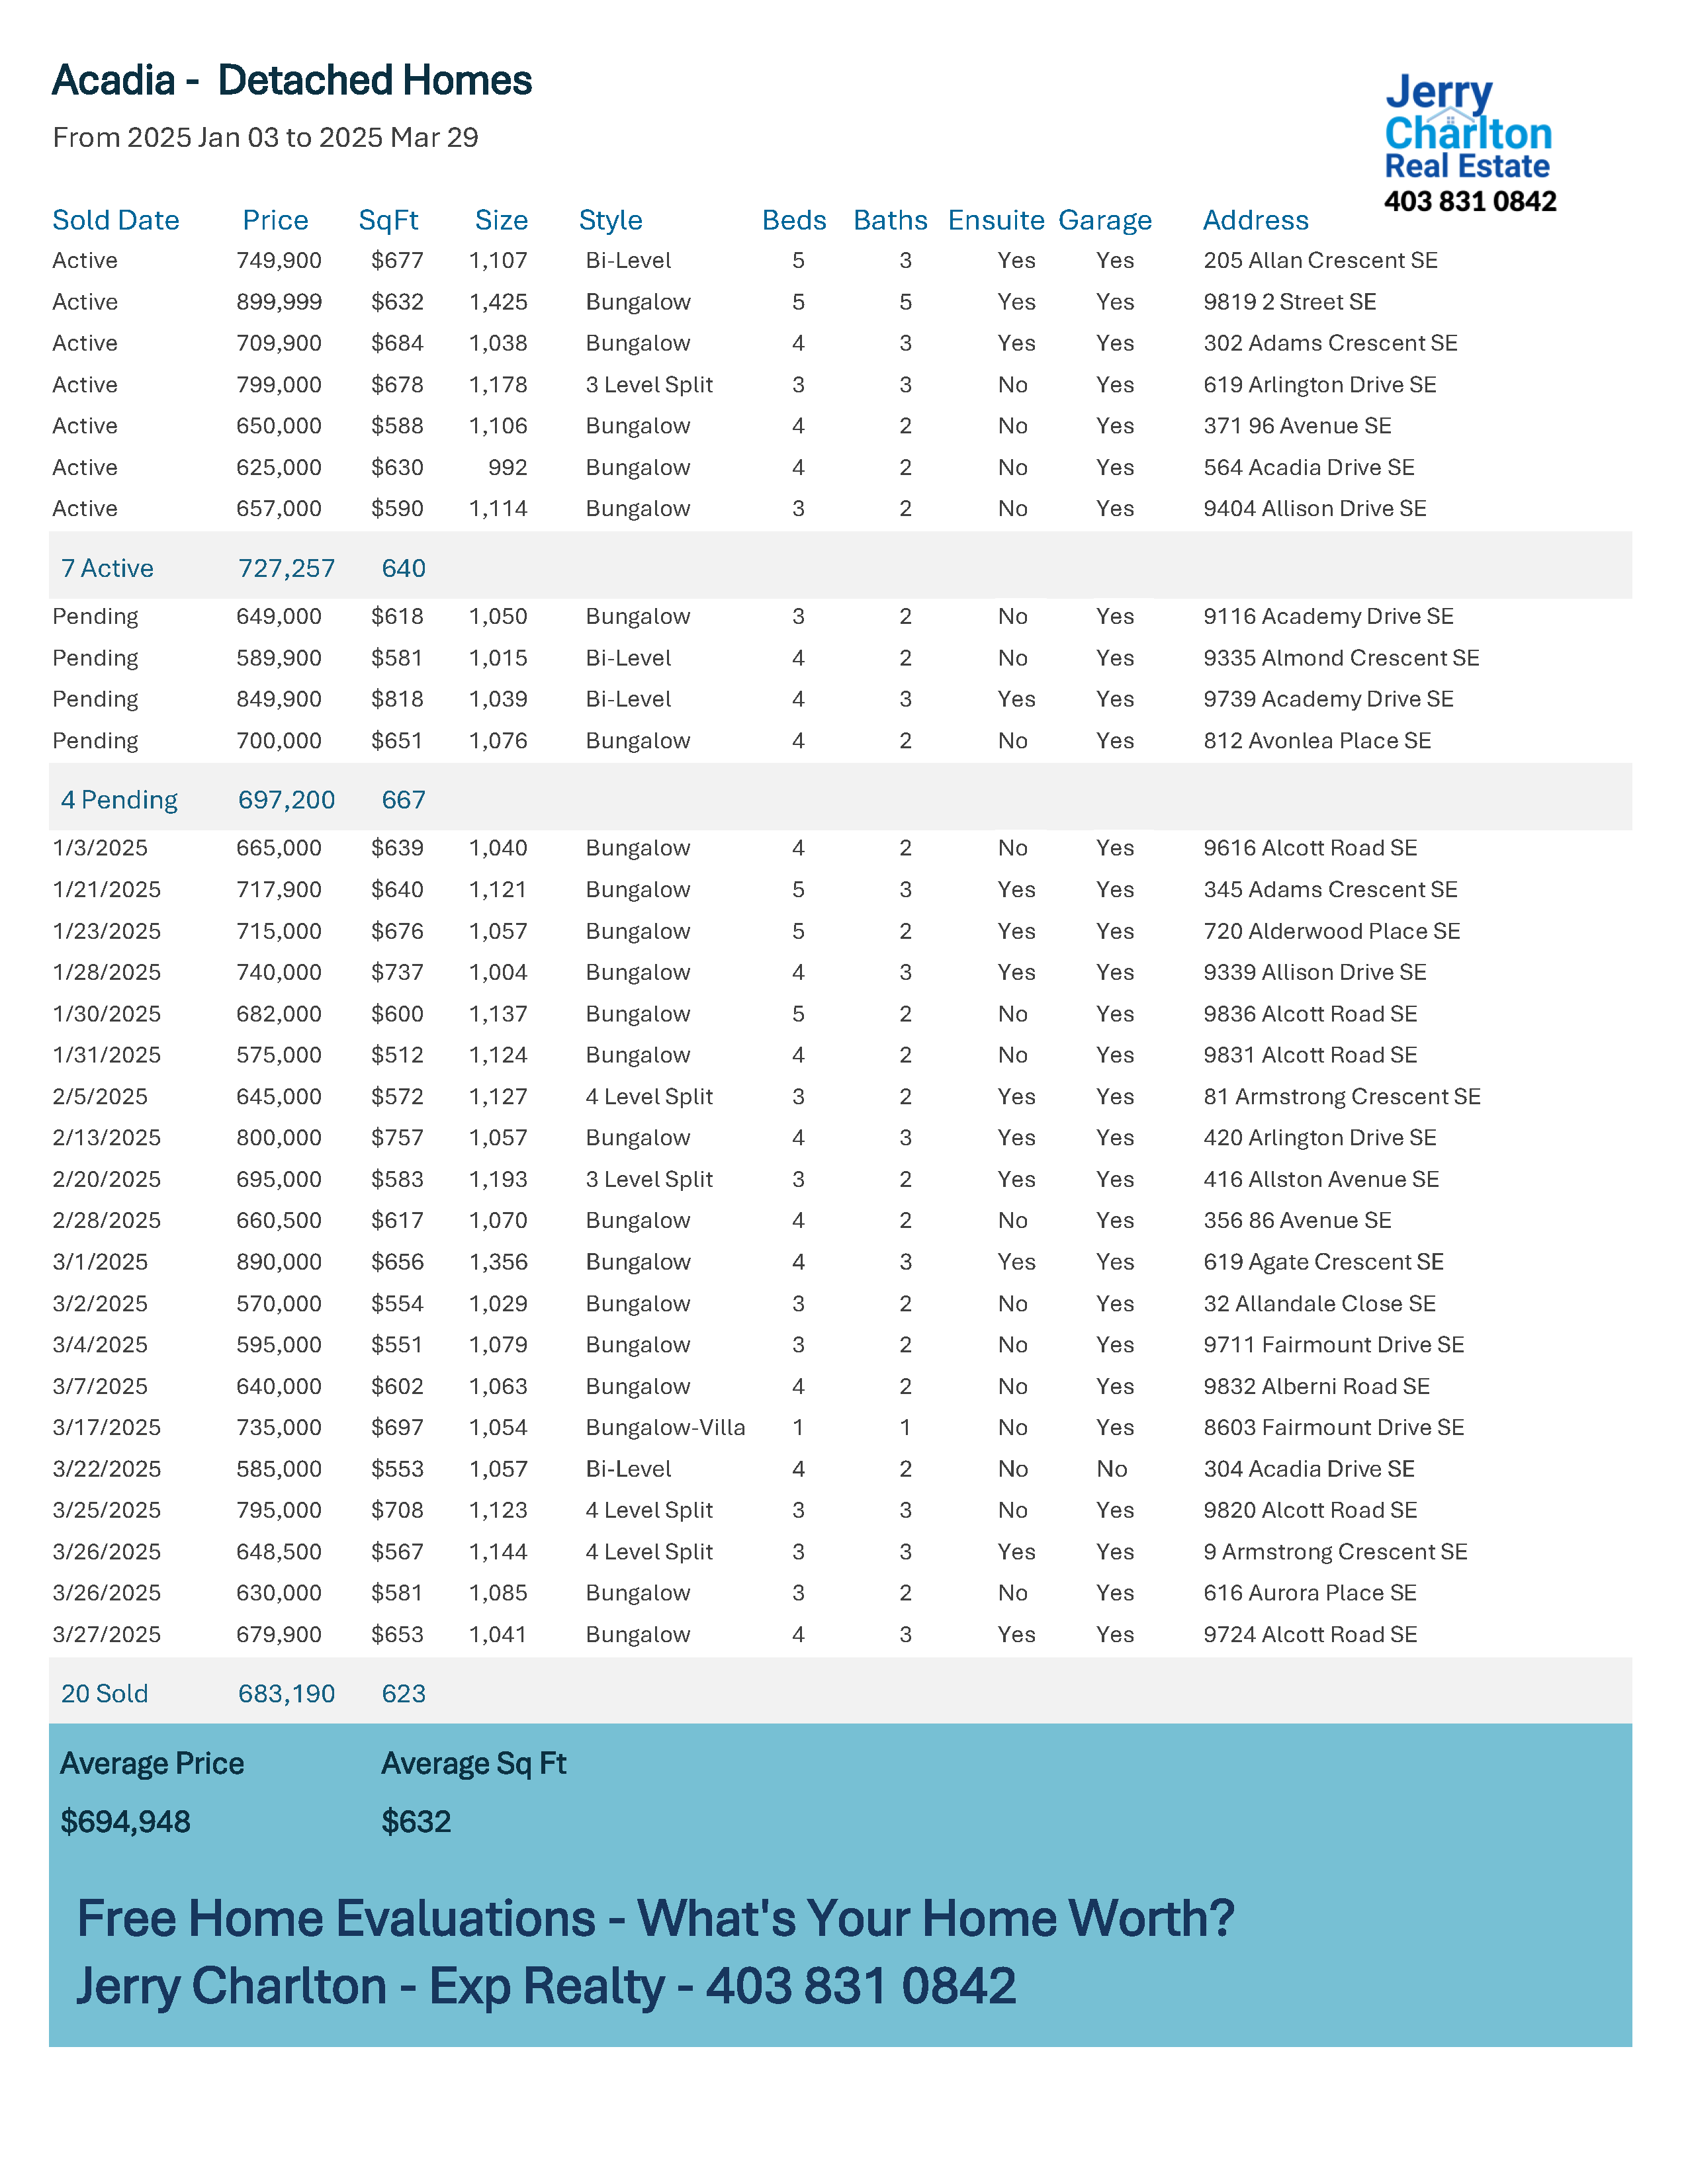 Acadia - Detached Homes
From 2025 Jan 03 to 2025 Mar 29
Jerry
Charlton
Real Estate
403 831 0842
Sold Date Price SqFt Size Style Beds Baths Ensuite Garage Address
Active 749,900 $677 1,107 Bi-Level 5 3 Yes Yes 205 Allan Crescent SE
Active 899,999 $632 1,425 Bungalow 5 5 Yes Yes 9819 2 Street SE
Active 709,900 $684 1,038 Bungalow 4 3 Yes Yes 302 Adams Crescent SE
Active 799,000 $678 1,178 3 Level Split 3 3 No Yes 619 Arlington Drive SE
Active 650,000 $588 1,106 Bungalow 4 2 No Yes 371 96 Avenue SE
Active 625,000 $630 992 Bungalow 4 2 No Yes 564 Acadia Drive SE
Active 657,000 $590 1,114 Bungalow 3 2 No Yes 9404 Allison Drive SE
7 Active 727,257 640
Pending 649,000 $618 1,050 Bungalow 3 2 No Yes 9116 Academy Drive SE
Pending 589,900 $581 1,015 Bi-Level 4 2 No Yes 9335 Almond Crescent SE
Pending 849,900 $818 1,039 Bi-Level 4 3 Yes Yes 9739 Academy Drive SE
Pending 700,000 $651 1,076 Bungalow 4 2 No Yes 812 Avonlea Place SE
4 Pending 697,200 667
1/3/2025 665,000 $639 1,040 Bungalow 4 2 No Yes 9616 Alcott Road SE
1/21/2025 717,900 $640 1,121 Bungalow 5 3 Yes Yes 345 Adams Crescent SE
1/23/2025 715,000 $676 1,057 Bungalow 5 2 Yes Yes 720 Alderwood Place SE
1/28/2025 740,000 $737 1,004 Bungalow 4 3 Yes Yes 9339 Allison Drive SE
1/30/2025 682,000 $600 1,137 Bungalow 5 2 No Yes 9836 Alcott Road SE
1/31/2025 575,000 $512 1,124 Bungalow 4 2 No Yes 9831 Alcott Road SE
2/5/2025 645,000 $572 1,127 4 Level Split 3 2 Yes Yes 81 Armstrong Crescent SE
2/13/2025 800,000 $757 1,057 Bungalow 4 3 Yes Yes 420 Arlington Drive SE
2/20/2025 695,000 $583 1,193 3 Level Split 3 2 Yes Yes 416 Allston Avenue SE
2/28/2025 660,500 $617 1,070 Bungalow 4 2 No Yes 356 86 Avenue SE
3/1/2025 890,000 $656 1,356 Bungalow 4 3 Yes Yes 619 Agate Crescent SE
3/2/2025 570,000 $554 1,029 Bungalow 3 2 No Yes 32 Allandale Close SE
3/4/2025 595,000 $551 1,079 Bungalow 3 2 No Yes 9711 Fairmount Drive SE
3/7/2025 640,000 $602 1,063 Bungalow 4 2 No Yes 9832 Alberni Road SE
3/17/2025 735,000 $697 1,054 Bungalow-Villa 1 1 No Yes 8603 Fairmount Drive SE
3/22/2025 585,000 $553 1,057 Bi-Level 4 2 No No 304 Acadia Drive SE
3/25/2025 795,000 $708 1,123 4 Level Split 3 3 No Yes 9820 Alcott Road SE
3/26/2025 648,500 $567 1,144 4 Level Split 3 3 Yes Yes 9 Armstrong Crescent SE
3/26/2025 630,000 $581 1,085 Bungalow 3 2 No Yes 616 Aurora Place SE
3/27/2025 679,900 $653 1,041 Bungalow 4 3 Yes Yes 9724 Alcott Road SE
20 Sold 683,190 623
Average Price Average Sq Ft
$694,948 $632
Free Home Evaluations - What's Your Home Worth?
Jerry Charlton - Exp Realty - 403 831 0842